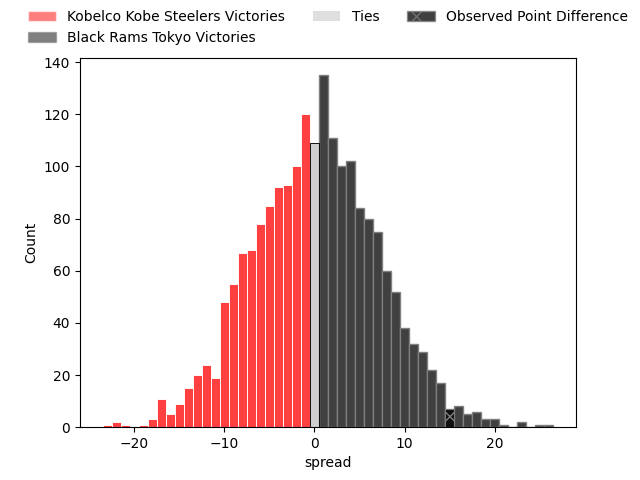 Kobelco Kobe Steelers Victories
Black Rams Tokyo Victories
Ties
Observed Point Difference
140
120
100
80
60
40
20
0
Count
−20 −10 0 10 20
spread